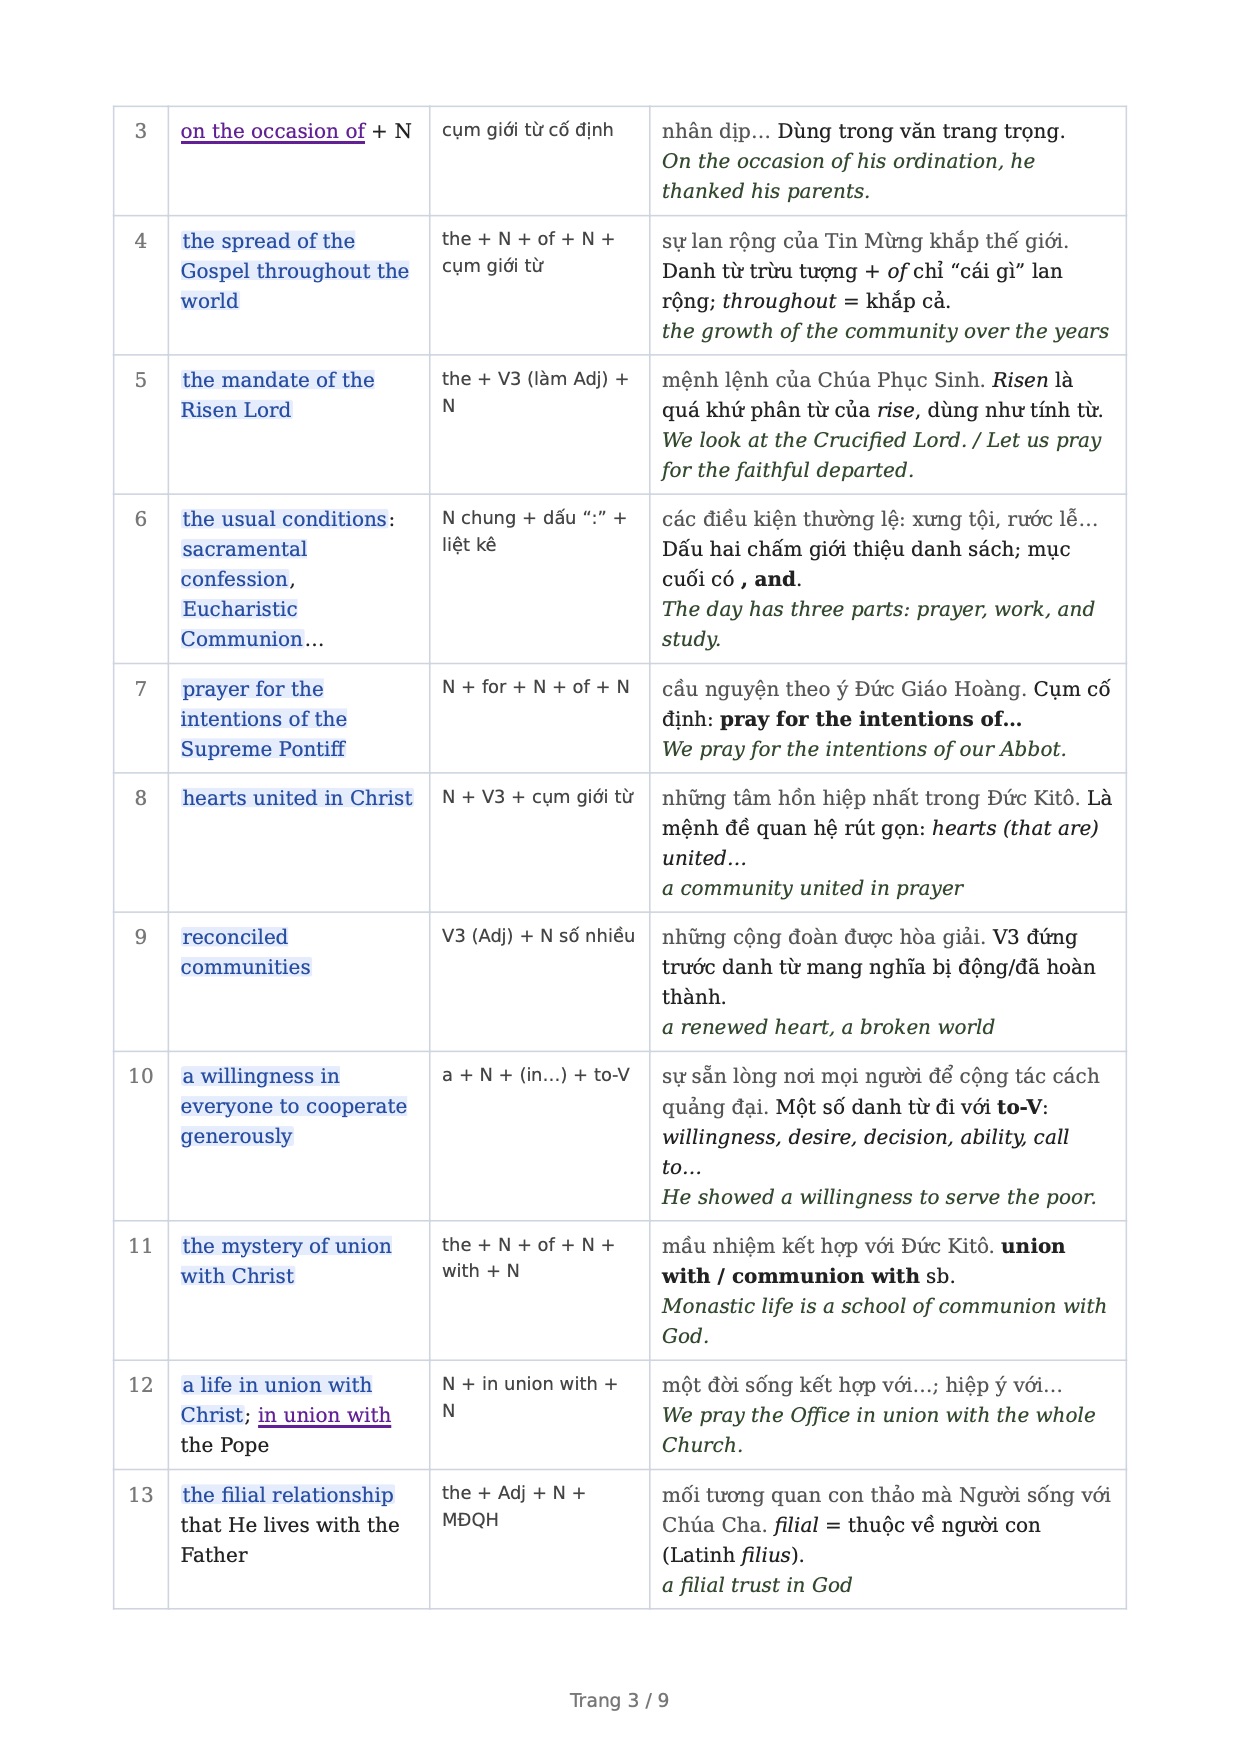 3
on the occasion of + N
cụm giới từ cố định
nhân dịp… Dùng trong văn trang trọng.
On the occasion of his ordination, he
thanked his parents.
4
the spread of the
Gospel throughout the
world
the + N + of + N +
cụm giới từ
sự lan rộng của Tin Mừng khắp thế giới.
Danh từ trừu tượng + of chỉ “cái gì” lan
rộng; throughout = khắp cả.
the growth of the community over the years
5
the mandate of the
Risen Lord
the + V3 (làm Adj) +
N
mệnh lệnh của Chúa Phục Sinh. Risen là
quá khứ phân từ của rise, dùng như tính từ.
We look at the Crucified Lord. / Let us pray
for the faithful departed.
6
the usual conditions:
sacramental
confession,
Eucharistic
Communion…
N chung + dấu “:” +
liệt kê
các điều kiện thường lệ: xưng tội, rước lễ…
Dấu hai chấm giới thiệu danh sách; mục
cuối có , and.
The day has three parts: prayer, work, and
study.
7
prayer for the
intentions of the
Supreme Pontiff
N + for + N + of + N
cầu nguyện theo ý Đức Giáo Hoàng. Cụm cố
định: pray for the intentions of…
We pray for the intentions of our Abbot.
8
hearts united in Christ
N + V3 + cụm giới từ
những tâm hồn hiệp nhất trong Đức Kitô. Là
mệnh đề quan hệ rút gọn: hearts (that are)
united…
a community united in prayer
9
reconciled
communities
V3 (Adj) + N số nhiều
những cộng đoàn được hòa giải. V3 đứng
trước danh từ mang nghĩa bị động/đã hoàn
thành.
a renewed heart, a broken world
10
a willingness in
everyone to cooperate
generously
a + N + (in…) + to-V
sự sẵn lòng nơi mọi người để cộng tác cách
quảng đại. Một số danh từ đi với to-V:
willingness, desire, decision, ability, call
to…
He showed a willingness to serve the poor.
11
the mystery of union
with Christ
the + N + of + N +
with + N
mầu nhiệm kết hợp với Đức Kitô. union
with / communion with sb.
Monastic life is a school of communion with
God.
12
a life in union with
Christ; in union with
the Pope
N + in union with +
N
một đời sống kết hợp với…; hiệp ý với…
We pray the Office in union with the whole
Church.
13
the filial relationship
that He lives with the
Father
the + Adj + N +
MĐQH
mối tương quan con thảo mà Người sống với
Chúa Cha. filial = thuộc về người con
(Latinh filius).
a filial trust in God
Trang 3 / 9